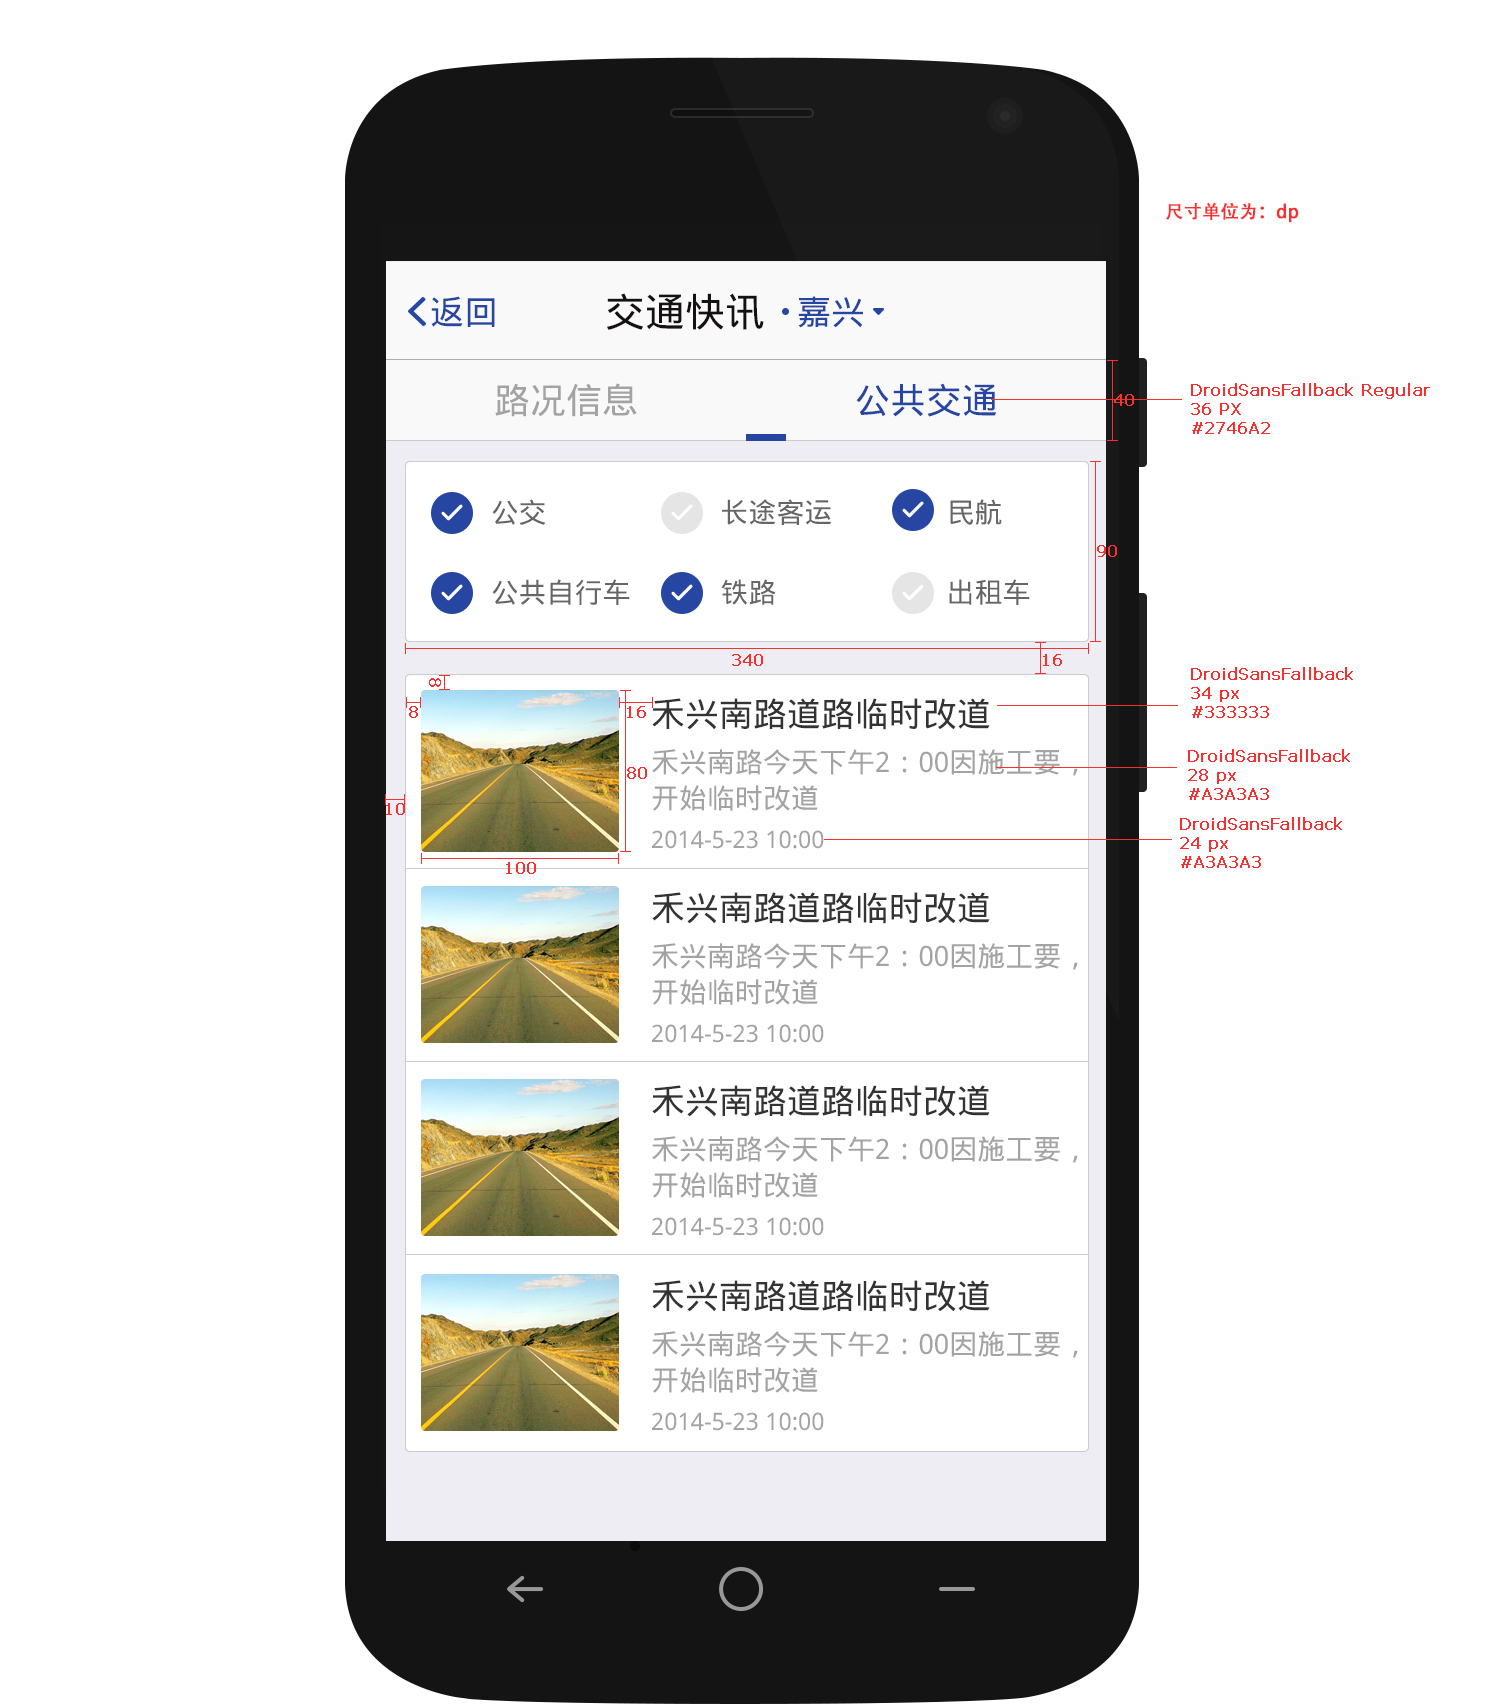 尺寸单位为：dp
返回 交通快讯 •嘉兴
路况信息 公共交通
40
DroidSansFallback Regular
36 PX
#2746A2
公交 长途客运 民航
90
公共自行车 铁路 出租车
340
16
8
8
16
80
10
100
禾兴南路道路临时改道
禾兴南路今天下午2：00因施工要，
开始临时改道
2014-5-23 10:00
DroidSansFallback
34 px
#333333
DroidSansFallback
28 px
#A3A3A3
DroidSansFallback
24 px
#A3A3A3
禾兴南路道路临时改道
禾兴南路今天下午2：00因施工要，
开始临时改道
2014-5-23 10:00
禾兴南路道路临时改道
禾兴南路今天下午2：00因施工要，
开始临时改道
2014-5-23 10:00
禾兴南路道路临时改道
禾兴南路今天下午2：00因施工要，
开始临时改道
2014-5-23 10:00